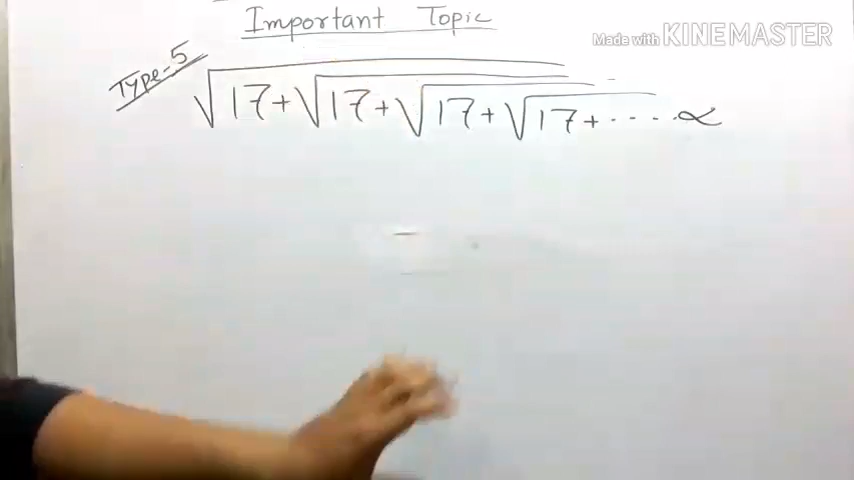 Important Topic
Made with KINEMASTER
Type-5
√17+√17+√17+√17+.....∝